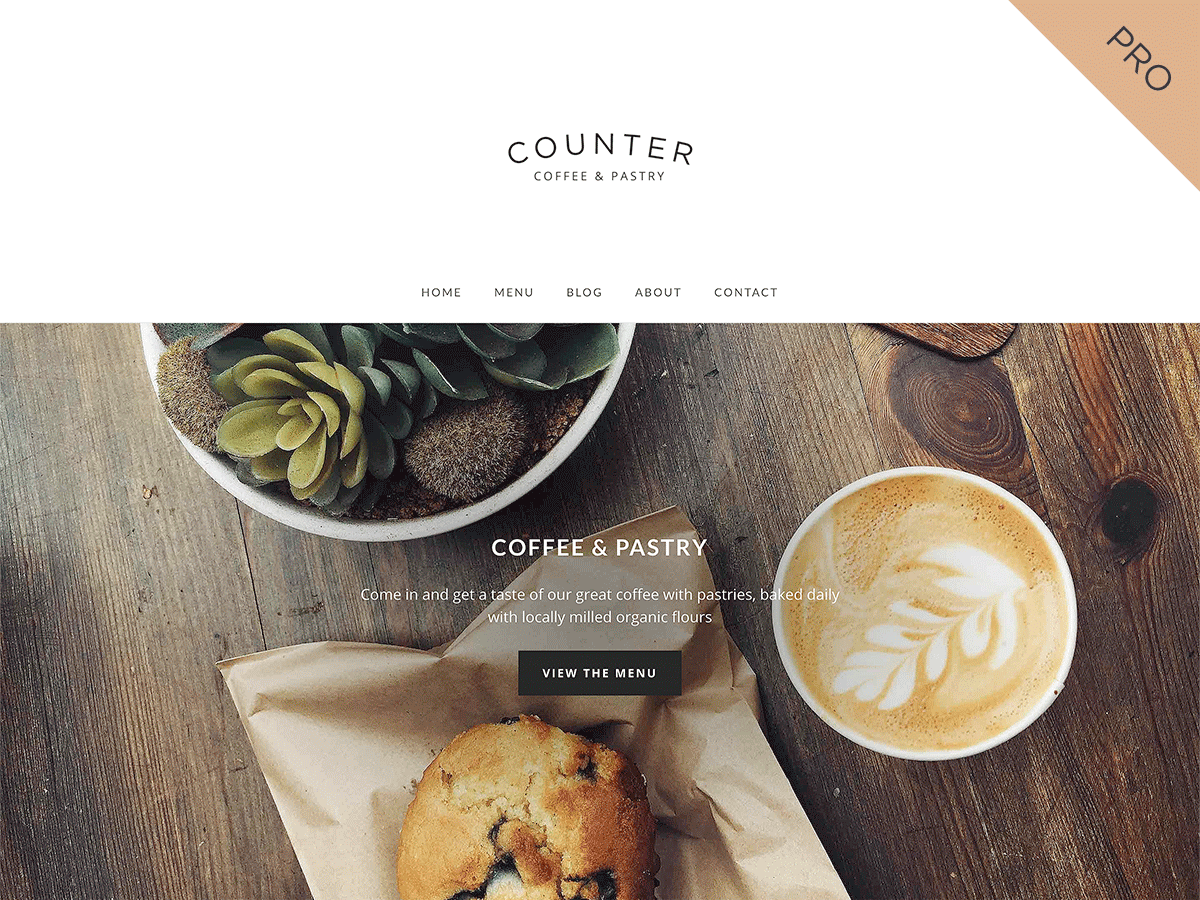 PRO
COUNTER
COFFEE & PASTRY
HOME MENU BLOG ABOUT CONTACT
COFFEE & PASTRY
Come in and get a taste of our great coffee with pastries, baked daily
with locally milled organic flours
VIEW THE MENU